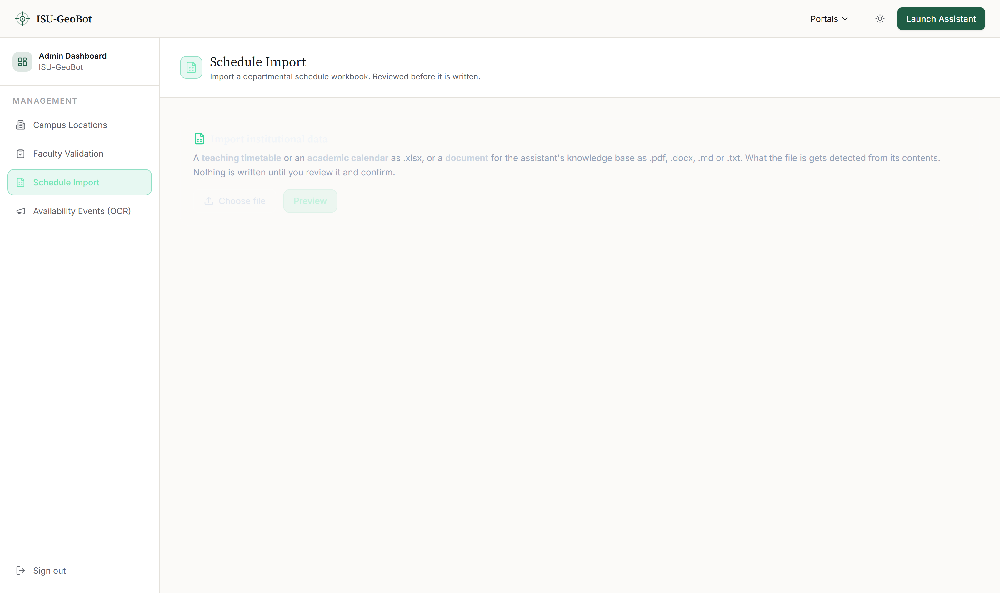 ISU-GeoBot
Portals
Launch Assistant
Admin Dashboard
ISU-GeoBot
MANAGEMENT
Campus Locations
Faculty Validation
Schedule Import
Availability Events (OCR)
Sign out
Schedule Import
Import a departmental schedule workbook. Reviewed before it is written.
Import institutional data
A teaching timetable or an academic calendar as .xlsx, or a document for the assistant's knowledge base as .pdf, .docx, .md or .txt. What the file is gets detected from its contents.
Nothing is written until you review it and confirm.
Choose file
Preview